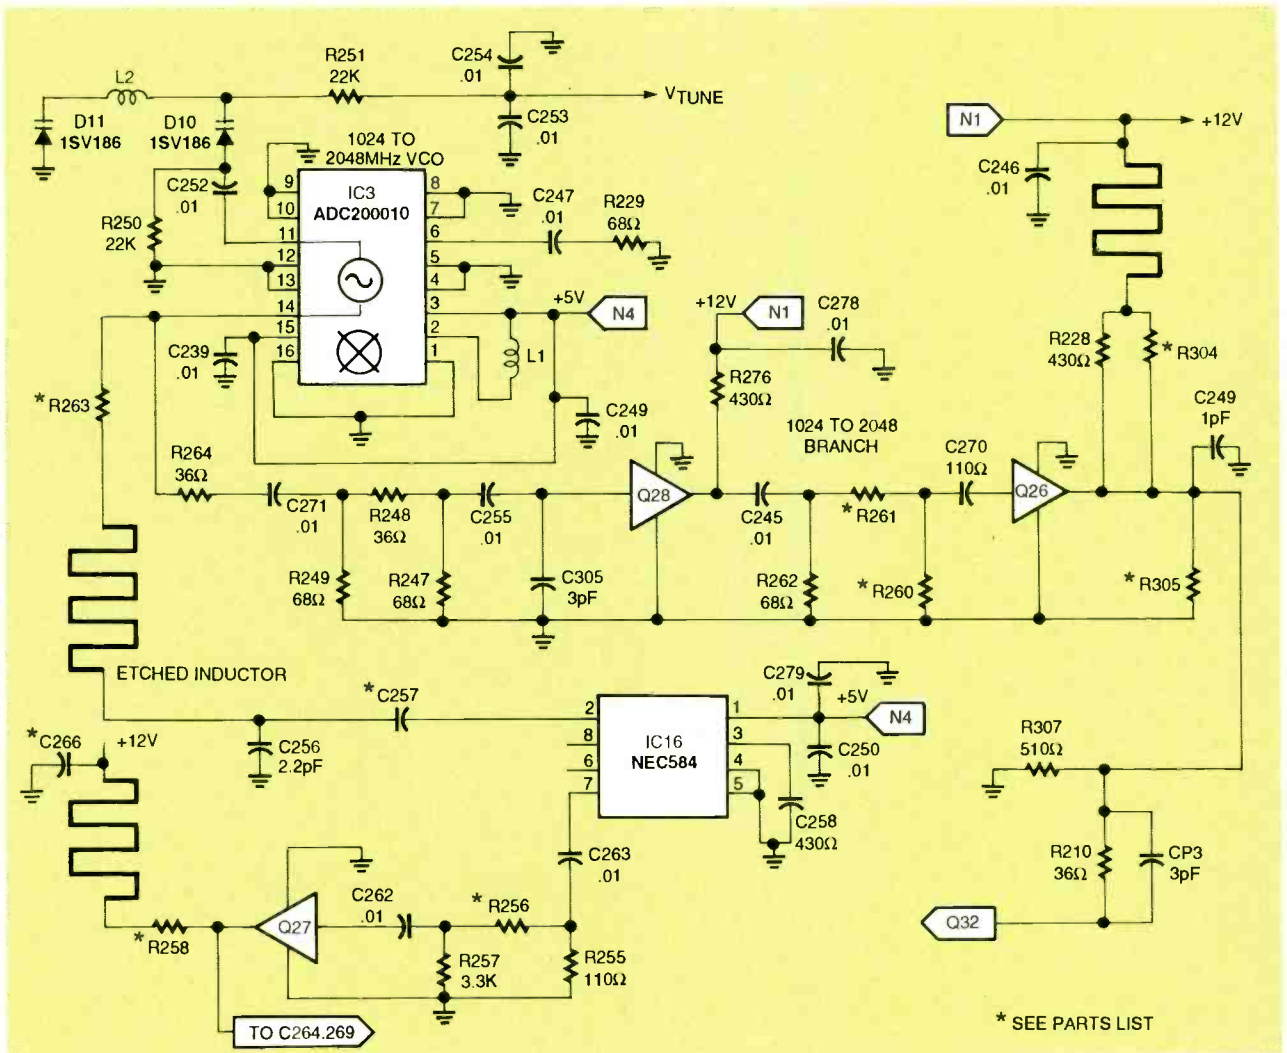 C254
.01
R251
22K
L2
VTUNE
D11
1SV186
D10
1SV186
C253
.01
N1
+12V
1024 TO
2048MHz VCO
C246
.01
C252
.01
IC3
ADC200010
9
10
11
12
13
14
15
16
8
7
6
5
4
3
2
1
C247
.01
R229
68Ω
R250
22K
+5V
N4
+12V
N1
C278
.01
L1
C239
.01
R228
430Ω
*R304
*R263
R276
430Ω
C249
.01
C249
1pF
1024 TO 2048
BRANCH
R264
36Ω
C270
110Ω
Q28
Q26
C271
.01
R248
36Ω
C255
.01
C245
.01
*R261
R249
68Ω
R247
68Ω
C305
3pF
R262
68Ω
*R260
*R305
ETCHED INDUCTOR
*C257
C279
.01
+5V
N4
2
8
6
7
IC16
NEC584
1
3
4
5
*C266
+12V
C256
2.2pF
C250
.01
R307
510Ω
C258
430Ω
C263
.01
R210
36Ω
CP3
3pF
C262
.01
*R256
Q27
*R258
Q32
R257
3.3K
R255
110Ω
TO C264.269
* SEE PARTS LIST